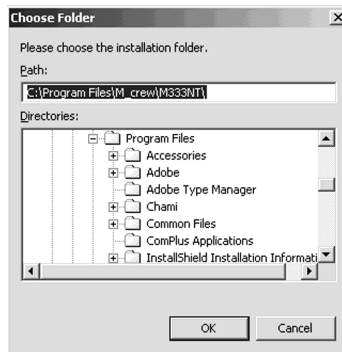 Choose Folder
Please choose the installation folder.
Path:
C:\Program Files\M_crew\M333NT\
Directories:
Program Files
Accessories
Adobe
Adobe Type Manager
Chami
Common Files
ComPlus Applications
InstallShield Installation Informati
OK
Cancel